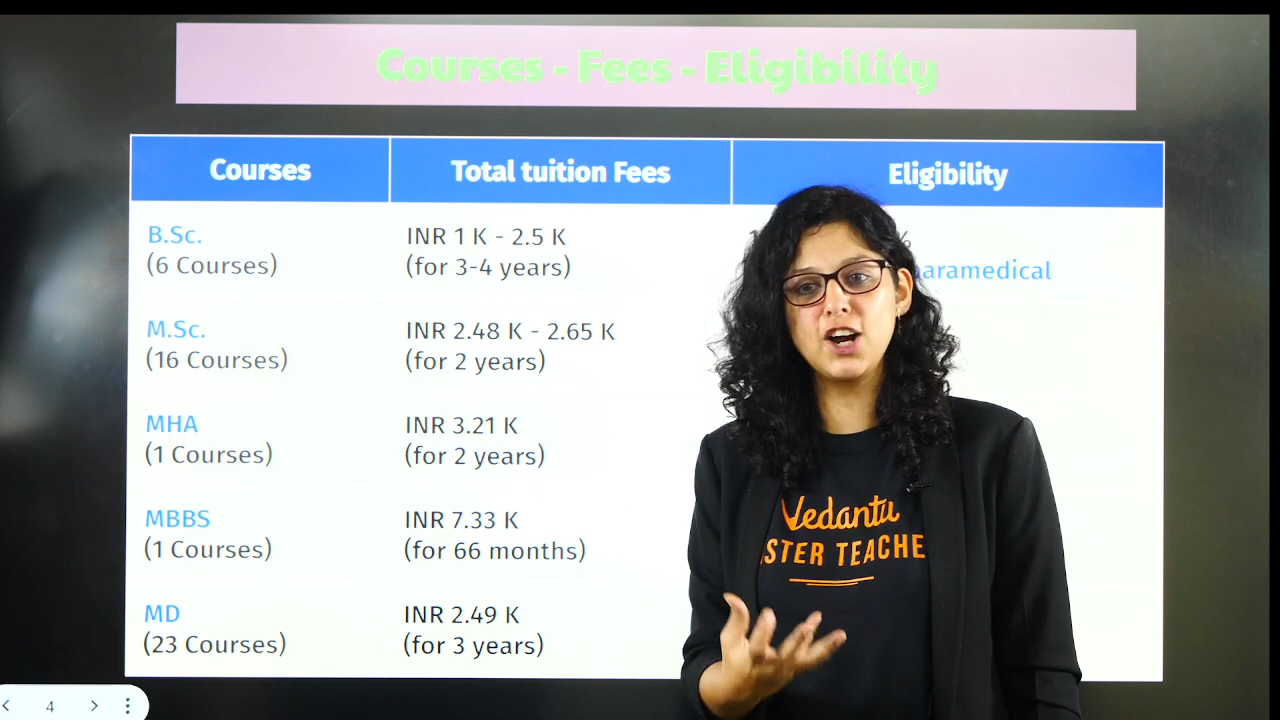 Courses - Fees - Eligibility
Courses
Total tuition Fees
Eligibility
B.Sc.
(6 Courses)
INR 1 K - 2.5 K
(for 3-4 years)
M.Sc.
(16 Courses)
INR 2.48 K - 2.65 K
(for 2 years)
MHA
(1 Courses)
INR 3.21 K
(for 2 years)
MBBS
(1 Courses)
INR 7.33 K
(for 66 months)
MD
(23 Courses)
INR 2.49 K
(for 3 years)
%
paramedical
Vedantu
STER TEACHE
4